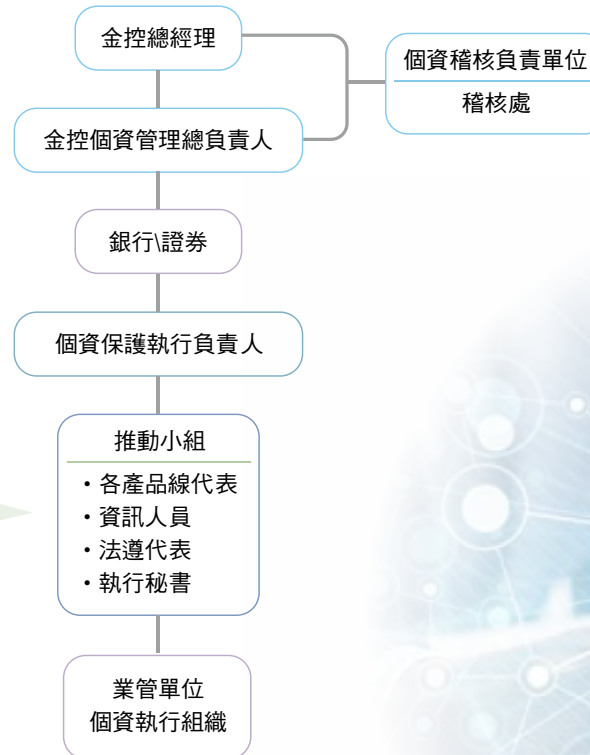 金控總經理
個資稽核負責單位
稽核處
金控個資管理總負責人
銀行\證券
個資保護執行負責人
推動小組
・各產品線代表
・資訊人員
・法遵代表
・執行秘書
業管單位
個資執行組織